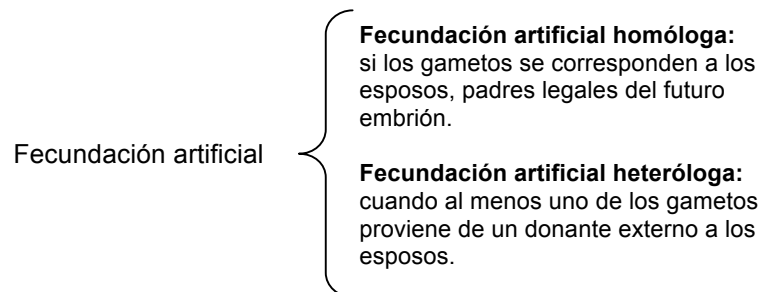 Fecundación artificial
Fecundación artificial homóloga:
si los gametos se corresponden a los
esposos, padres legales del futuro
embrión.
Fecundación artificial heteróloga:
cuando al menos uno de los gametos
proviene de un donante externo a los
esposos.